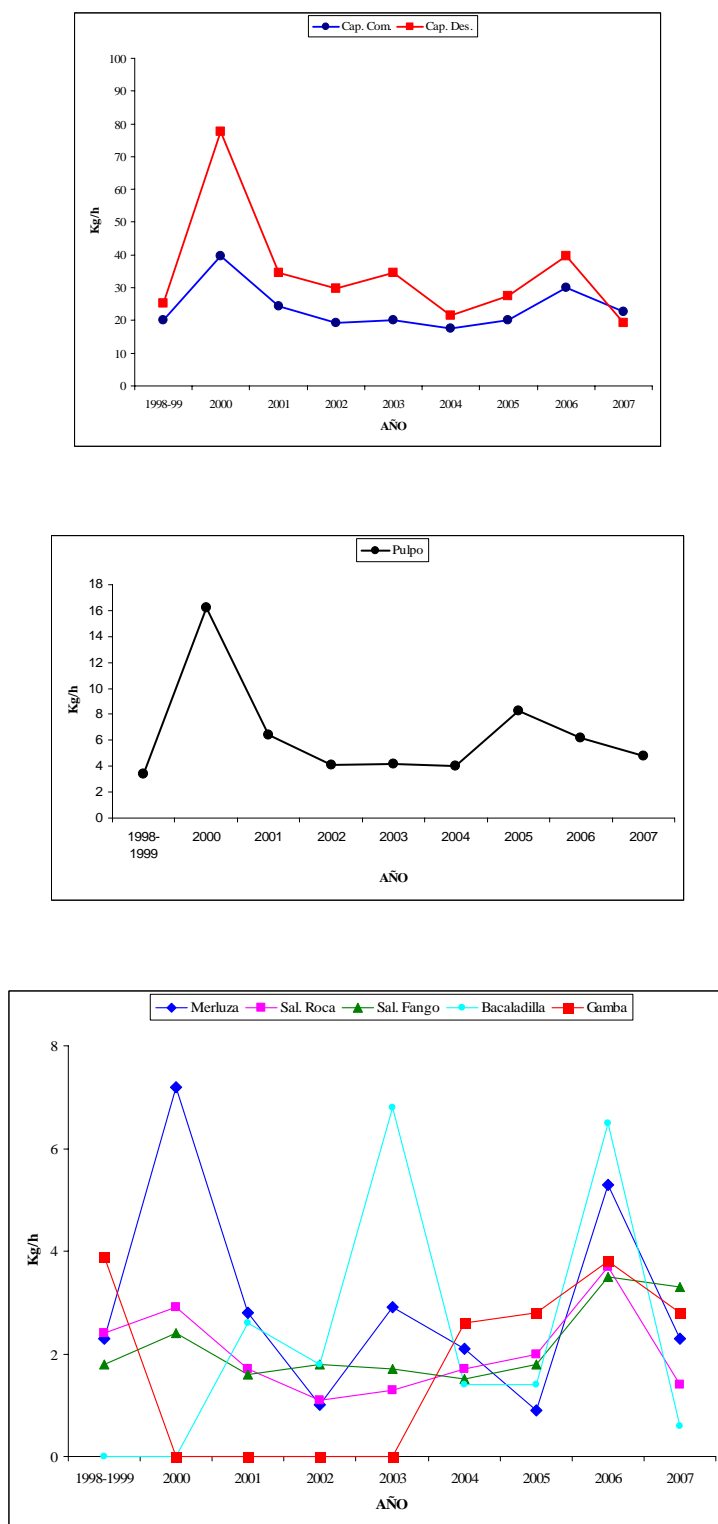 Cap. Com. Cap. Des.
100
90
80
70
60
50
40
30
20
10
0
Kg/h
1998-99 2000 2001 2002 2003 2004 2005 2006 2007
AÑO
Pulpo
18
16
14
12
10
8
6
4
2
0
Kg/h
1998-
1999 2000 2001 2002 2003 2004 2005 2006 2007
AÑO
Merluza Sal. Roca Sal. Fango Bacaladilla Gamba
8
6
4
2
0
Kg/h
1998-1999 2000 2001 2002 2003 2004 2005 2006 2007
AÑO